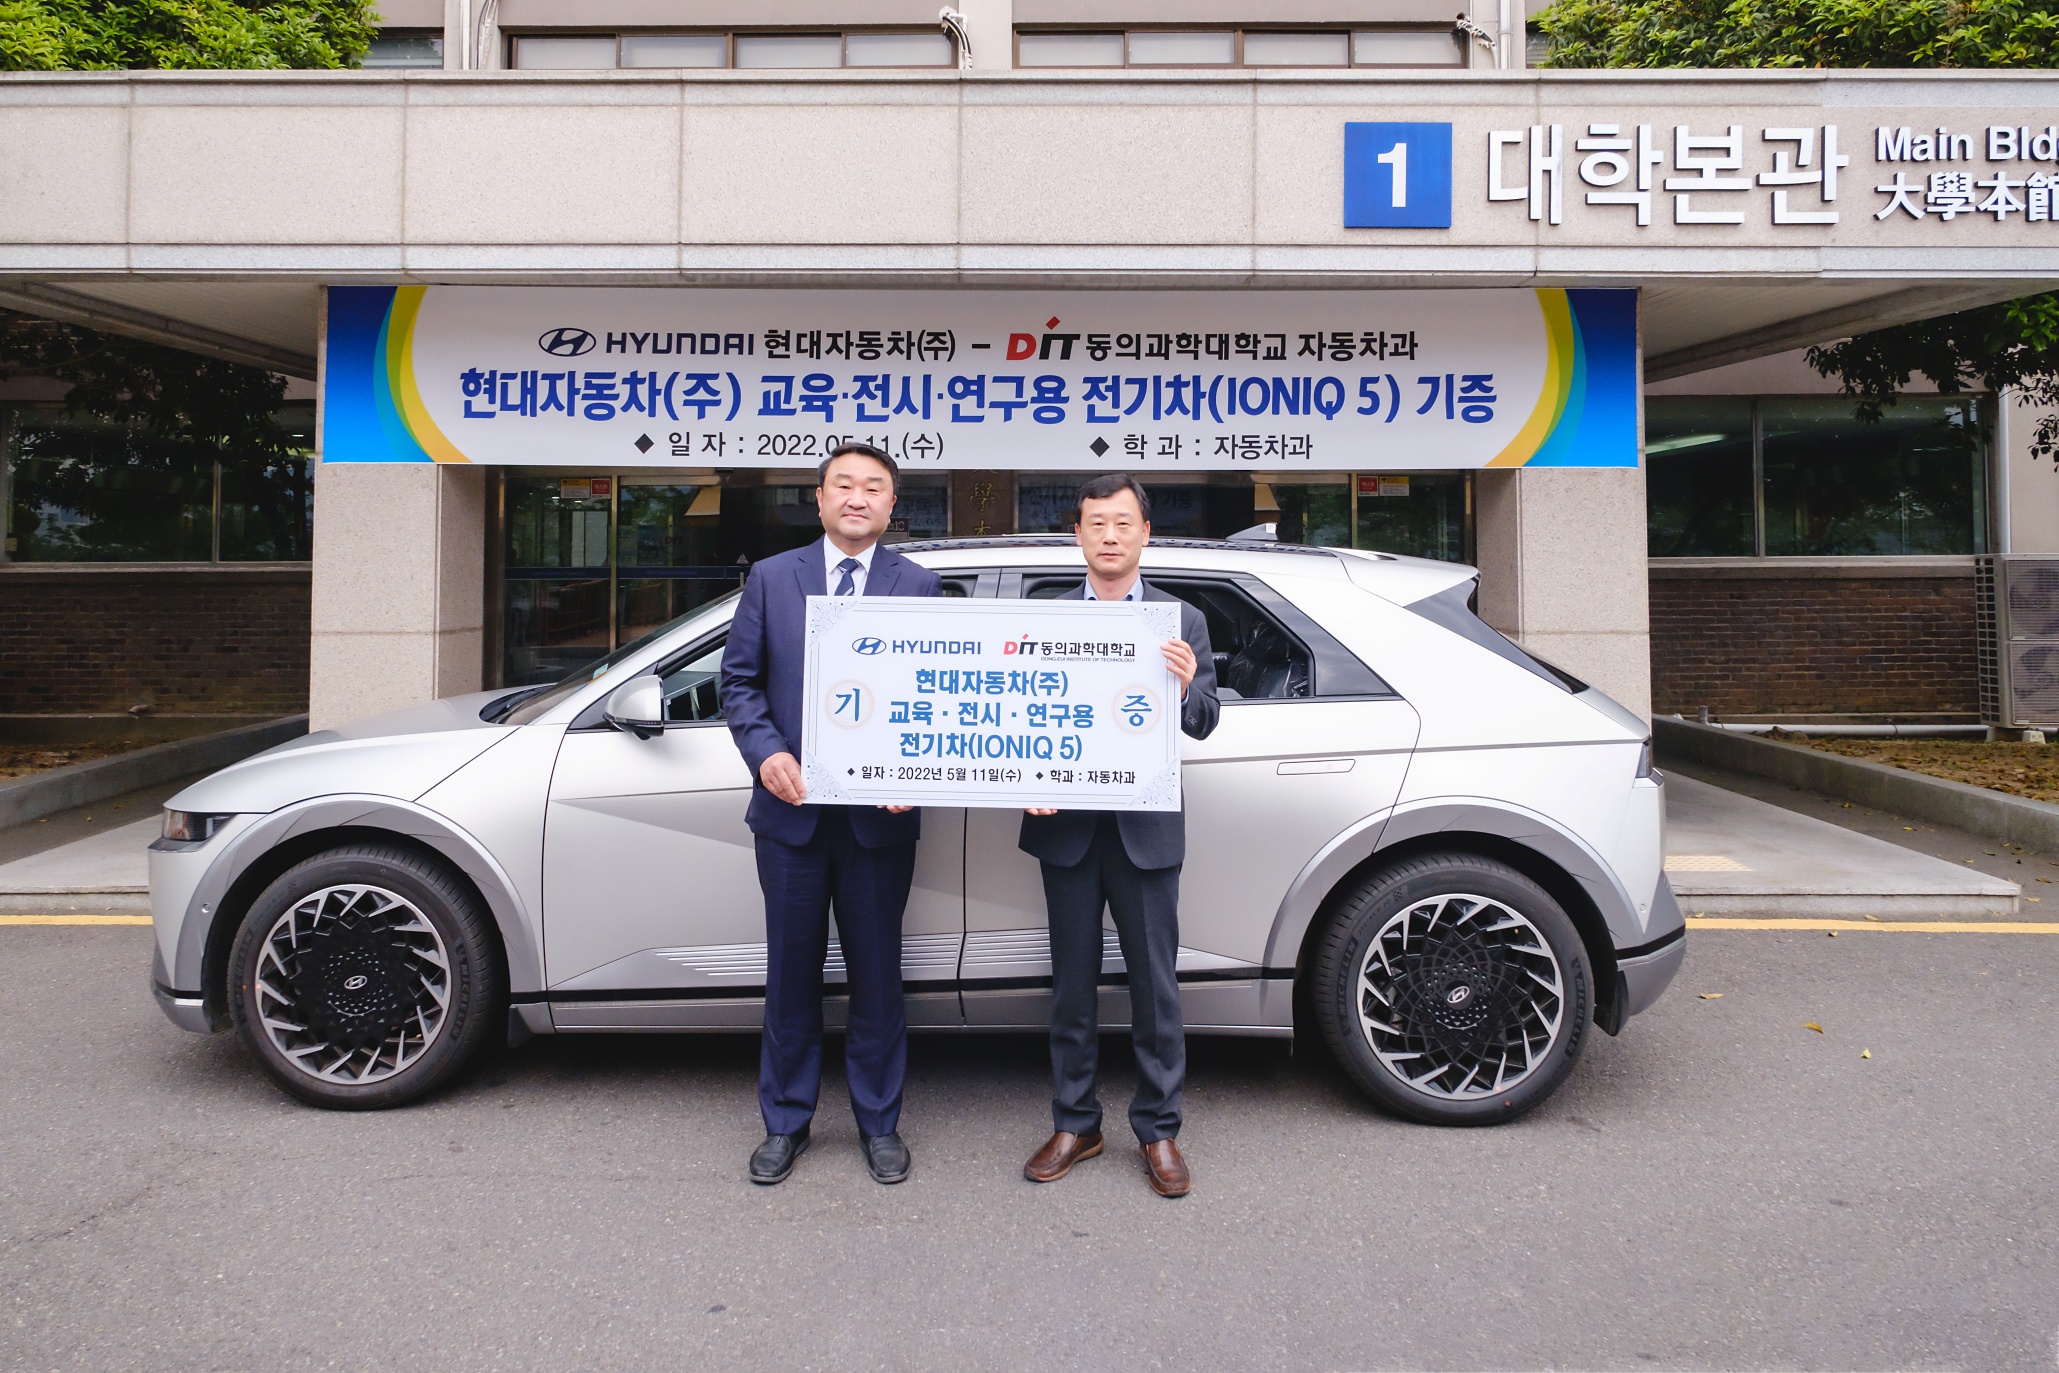 1 대학본관 Main Bld
大學本館
HYUNDAI 현대자동차(주) - DIT 동의과학대학교 자동차과
현대자동차(주) 교육·전시·연구용 전기차(IONIQ 5) 기증
◆ 일 자 : 2022.05.11.(수) ◆ 학 과 : 자동차과
HYUNDAI DIT 동의과학대학교
DONG-EUI INSTITUTE OF TECHNOLOGY
현대자동차(주)
기 교육·전시·연구용 증
전기차(IONIQ 5)
◆ 일자 : 2022년 5월 11일(수) ◆ 학과 : 자동차과
MICHELIN
MICHELIN